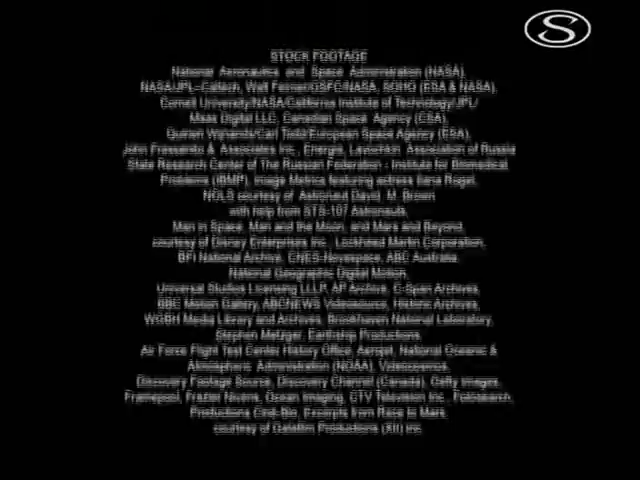 S
STOCK FOOTAGE
National Aeronautics and Space Administration (NASA),
NASA/JPL-Caltech, Walt Feimer/GSFC/NASA, SOHO (ESA & NASA),
Cornell University/NASA/California Institute of Technology/JPL/
Maas Digital LLC, Canadian Space Agency (CSA),
/European Space Agency (ESA),
John Frassanito & Associates Inc., Energia, Association of Russia
State Research Center of The Russian Federation - Institute for Biomedical
Problems (IBMP), Image Metrics featuring actress
NOLS courtesy of Astronaut David M. Brown
with help from STS-107 Astronauts,
Man in Space, Man and the Moon, and Mars and Beyond,
courtesy of Disney Enterprises Inc., Lockheed Martin Corporation,
BFI National Archive, CNES-Novespace, ABC Australia,
National Geographic Digital Motion,
Universal Studios Licensing LLLP, AP Archive, C-Span Archives,
BBC Motion Gallery, ABCNEWS Videosource, Historic Archives,
WGBH Media Library and Archives, Brookhaven National Laboratory,
Stephen Metzger, Earthship Productions,
Air Force Flight Test Center History Office, Aerojet, National Oceanic &
Atmospheric Administration (NOAA), Videocosmos,
Discovery Footage Source, Discovery Channel (Canada), Getty Images,
Framepool, Frazer Nivens, Ocean Imaging, CTV Television Inc., Footsearch,
Productions Cine-Bio, Excerpts from Race to Mars
courtesy of Galafilm Productions (XII) inc.